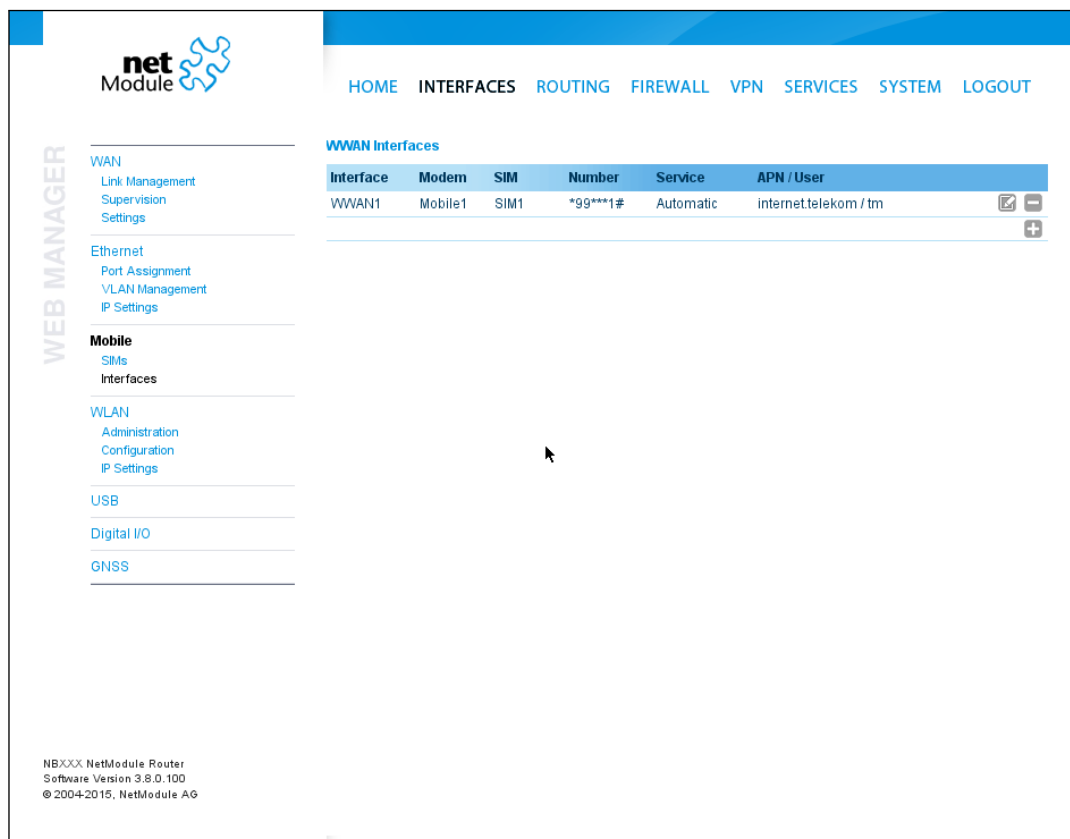 net
Module
HOME INTERFACES ROUTING FIREWALL VPN SERVICES SYSTEM LOGOUT
WEB MANAGER
WAN
Link Management
Supervision
Settings
Ethernet
Port Assignment
VLAN Management
IP Settings
Mobile
SIMs
Interfaces
WLAN
Administration
Configuration
IP Settings
USB
Digital I/O
GNSS
WWAN Interfaces
Interface Modem SIM Number Service APN / User
WWAN1 Mobile1 SIM1 *99***1# Automatic internet.telekom / tm
NBXXX NetModule Router
Software Version 3.8.0.100
© 2004-2015, NetModule AG